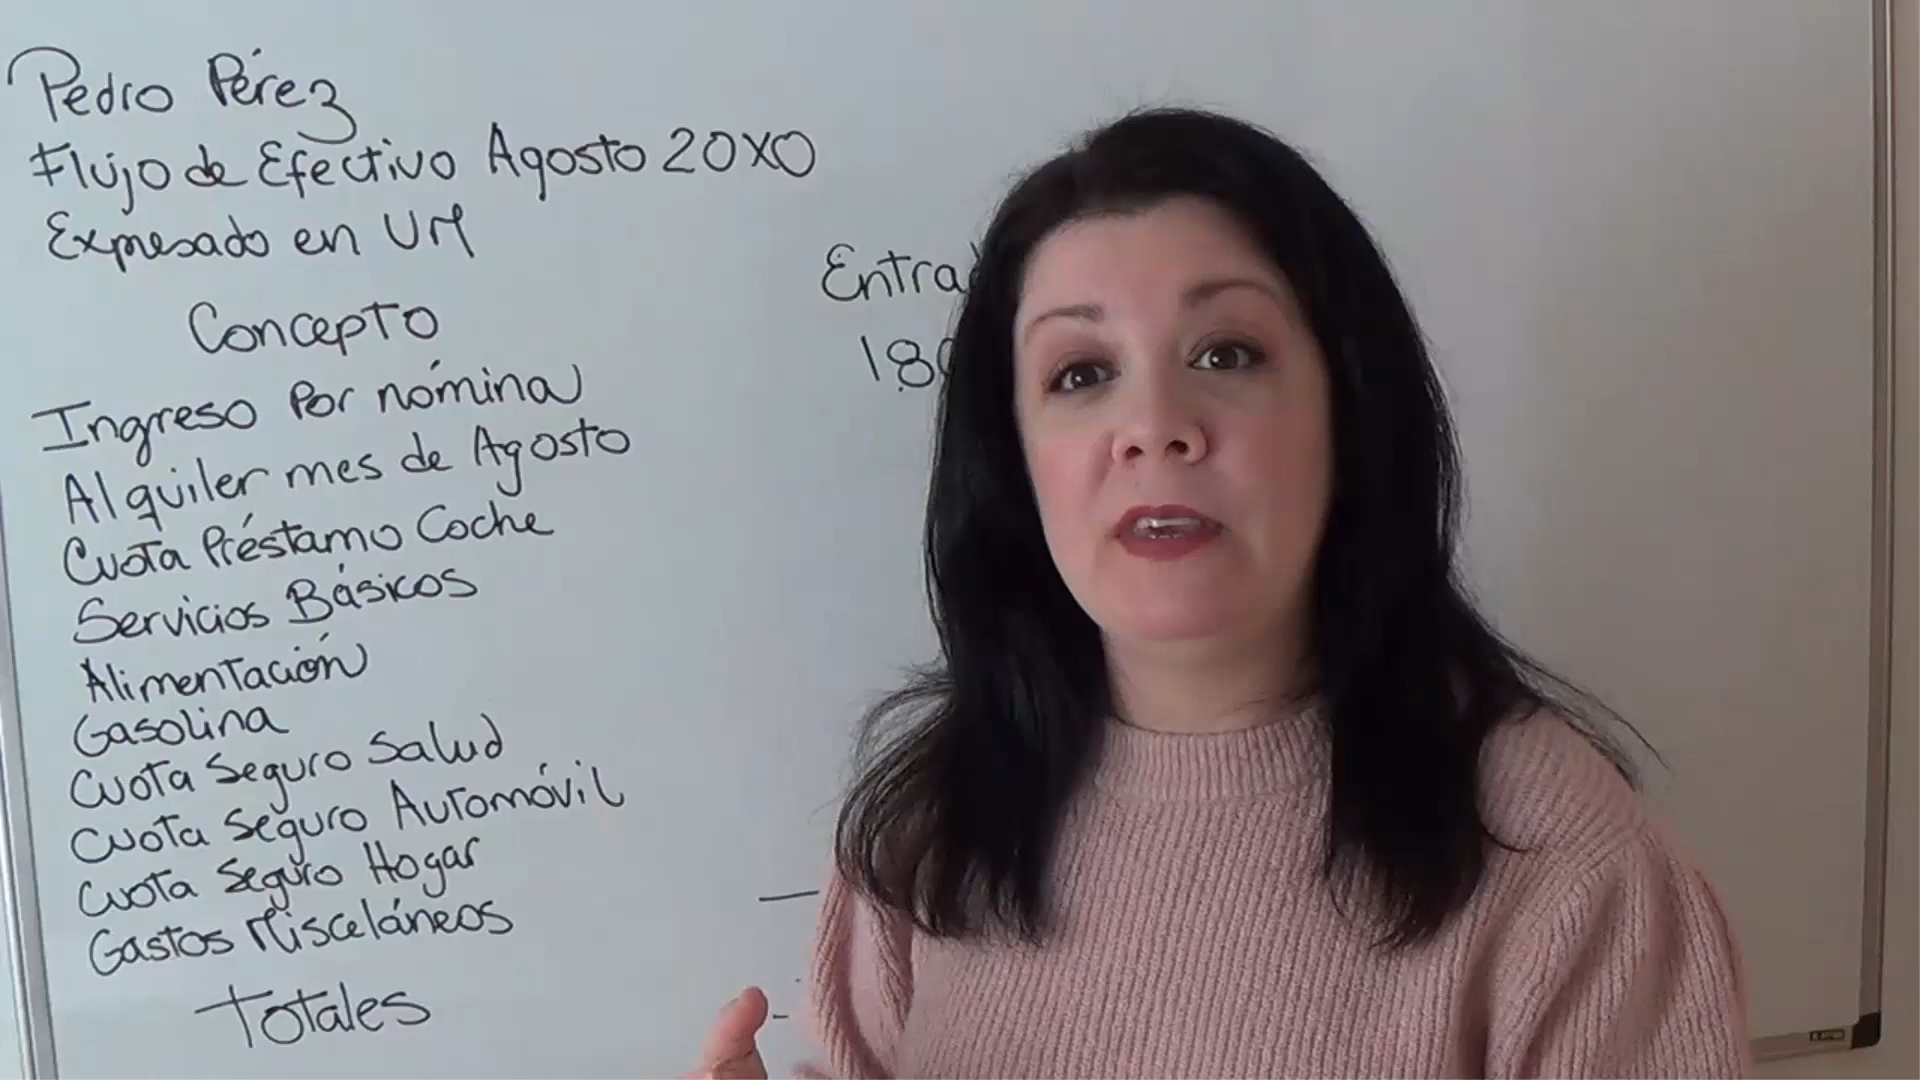 Pedro Pérez
Flujo de Efectivo Agosto 20X0
Expresado en UM
Concepto
Ingreso Por nómina
Alquiler mes de Agosto
Cuota Préstamo Coche
Servicios Básicos
Alimentación
Gasolina
Cuota Seguro Salud
Cuota Seguro Automóvil
Cuota Seguro Hogar
Gastos Misceláneos
Totales